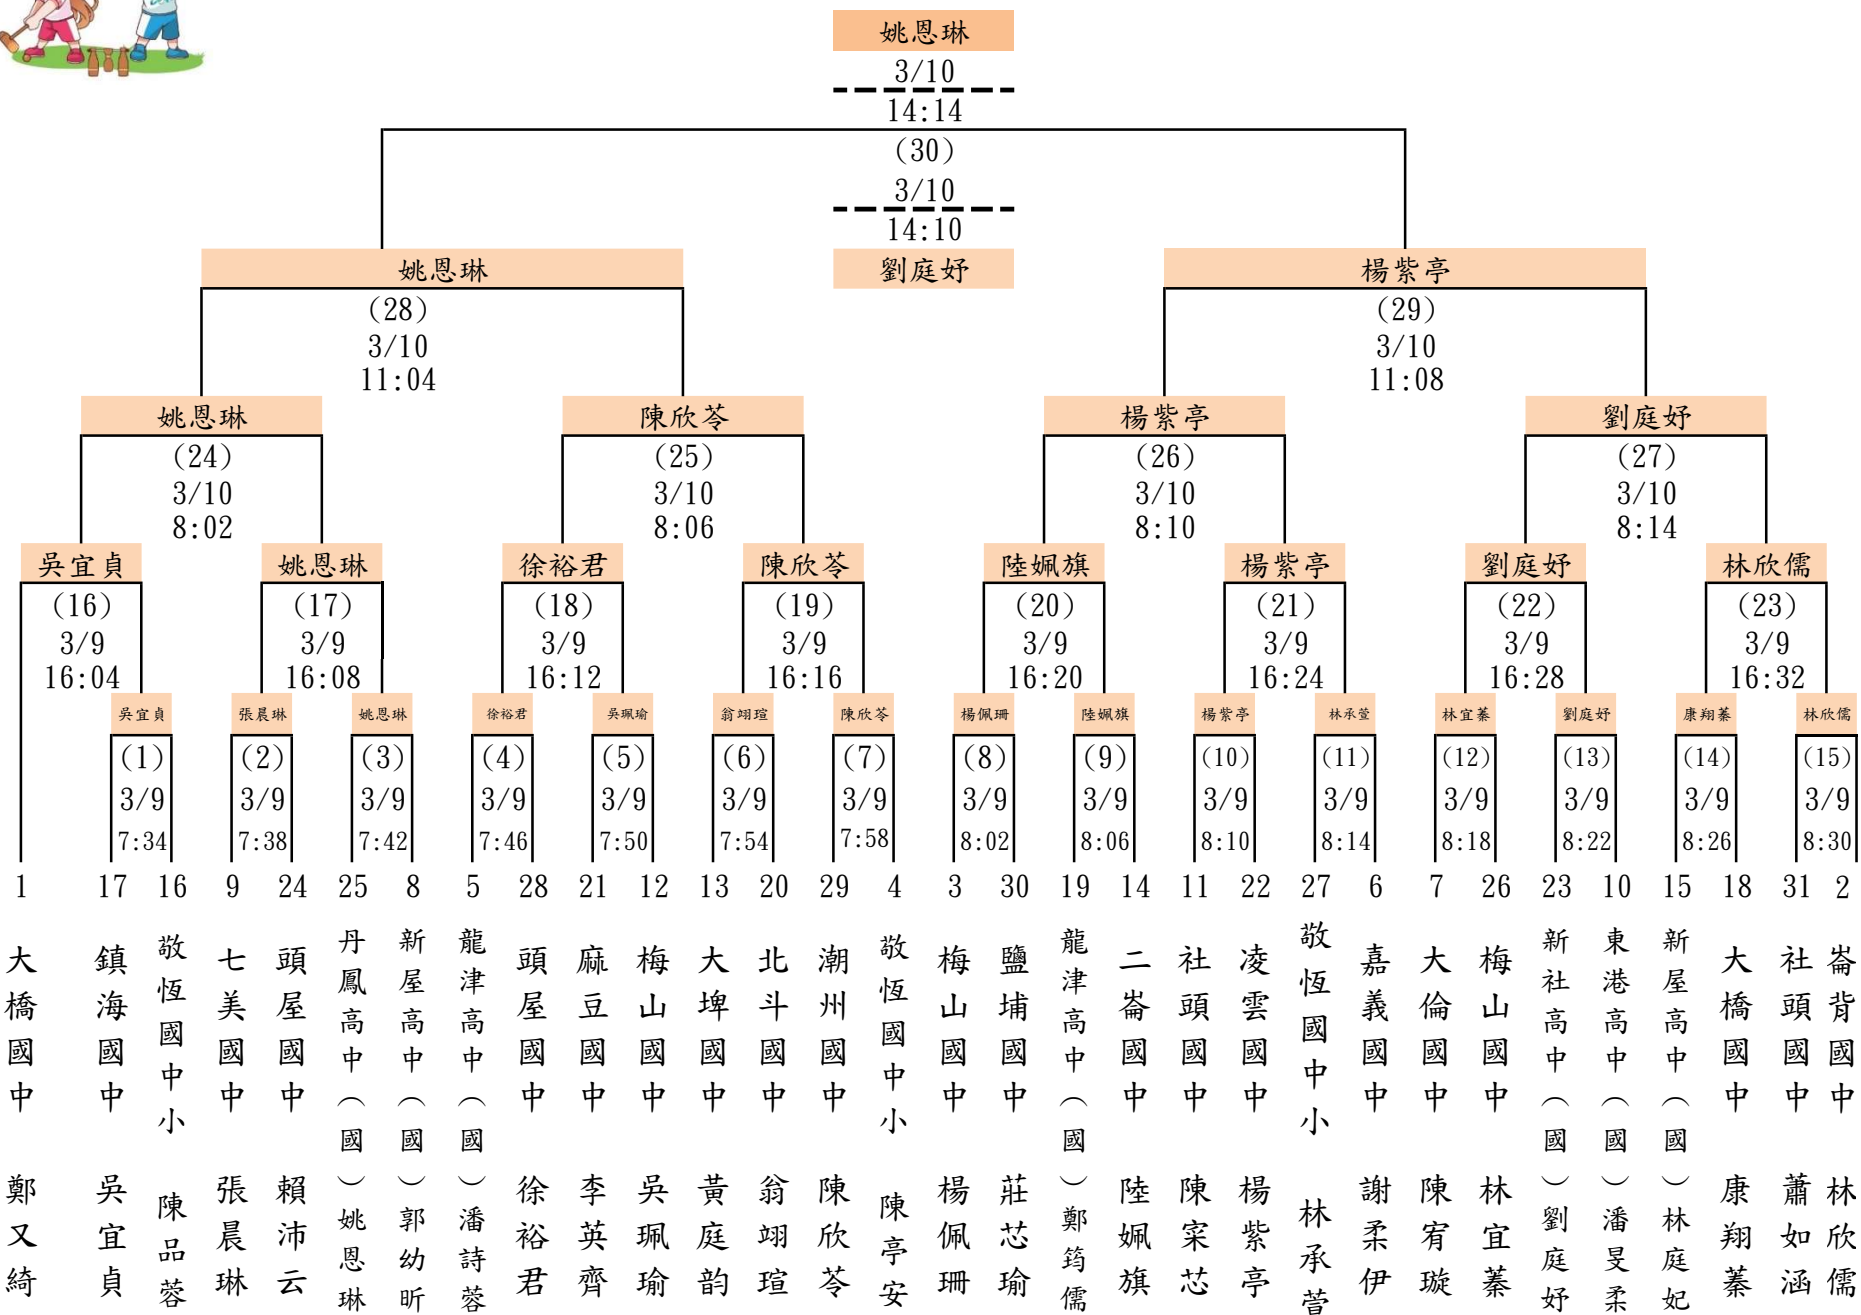 姚恩琳
3/10
14:14
(30)
3/10
14:10
姚恩琳 劉庭妤 楊紫亭
(28) (29)
3/10 3/10
11:04 11:08
姚恩琳 陳欣苓 楊紫亭 劉庭妤
(24) (25) (26) (27)
3/10 3/10 3/10 3/10
8:02 8:06 8:10 8:14
吳宜貞 姚恩琳 徐裕君 陳欣苓 陸姵旗 楊紫亭 劉庭妤 林欣儒
(16) (17) (18) (19) (20) (21) (22) (23)
3/9 3/9 3/9 3/9 3/9 3/9 3/9 3/9
16:04 16:08 16:12 16:16 16:20 16:24 16:28 16:32
吳宜貞 張晨琳 姚恩琳 徐裕君 吳珮瑜 翁翊瑄 陳欣苓 楊佩珊 陸姵旗 楊紫亭 林承萱 林宜蓁 劉庭妤 康翔蓁 林欣儒
(1) (2) (3) (4) (5) (6) (7) (8) (9) (10) (11) (12) (13) (14) (15)
3/9 3/9 3/9 3/9 3/9 3/9 3/9 3/9 3/9 3/9 3/9 3/9 3/9 3/9 3/9
7:34 7:38 7:42 7:46 7:50 7:54 7:58 8:02 8:06 8:10 8:14 8:18 8:22 8:26 8:30
1 17 16 9 24 25 8 5 28 21 12 13 20 29 4 3 30 19 14 11 22 27 6 7 26 23 10 15 18 31 2
大橋國中 鄭又綺
鎮海國中 吳宜貞
敬恆國中小 陳品蓉
七美國中 張晨琳
頭屋國中 賴沛云
丹鳳高中(國)姚恩琳
新屋高中(國)郭幼昕
龍津高中(國)潘詩蓉
頭屋國中 徐裕君
麻豆國中 李英齊
梅山國中 吳珮瑜
大埤國中 黃庭韵
北斗國中 翁翊瑄
潮州國中 陳欣苓
敬恆國中小 陳亭安
梅山國中 楊佩珊
鹽埔國中 莊芯瑜
龍津高中(國)鄭筠儒
二崙國中 陸姵旗
社頭國中 陳寀芯
凌雲國中 楊紫亭
敬恆國中小 林承萱
嘉義國中 謝柔伊
大倫國中 陳宥璇
梅山國中 林宜蓁
新社高中(國)劉庭妤
東港高中(國)潘旻柔
新屋高中(國)林庭妃
大橋國中 康翔蓁
社頭國中 蕭如涵
崙背國中 林欣儒